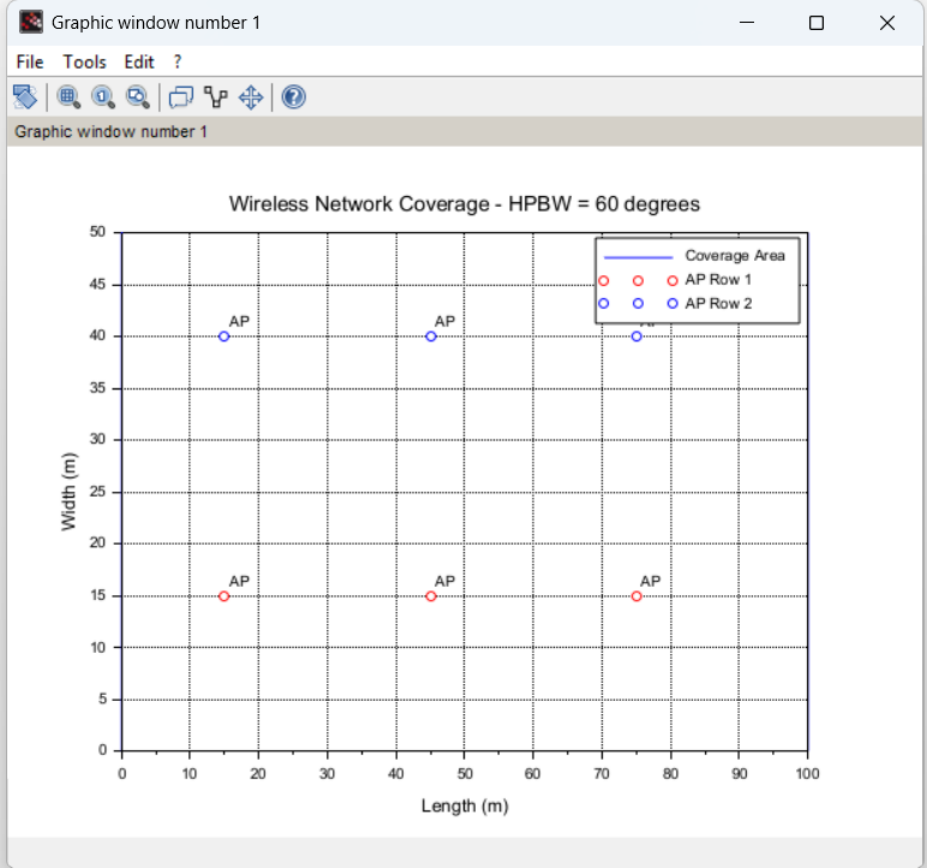 Graphic window number 1
File Tools Edit ?
Graphic window number 1
Wireless Network Coverage - HPBW = 60 degrees
50
45
40
35
30
25
20
15
10
5
0
Width (m)
Coverage Area
AP Row 1
AP Row 2
AP AP
AP AP AP
0 10 20 30 40 50 60 70 80 90 100
Length (m)